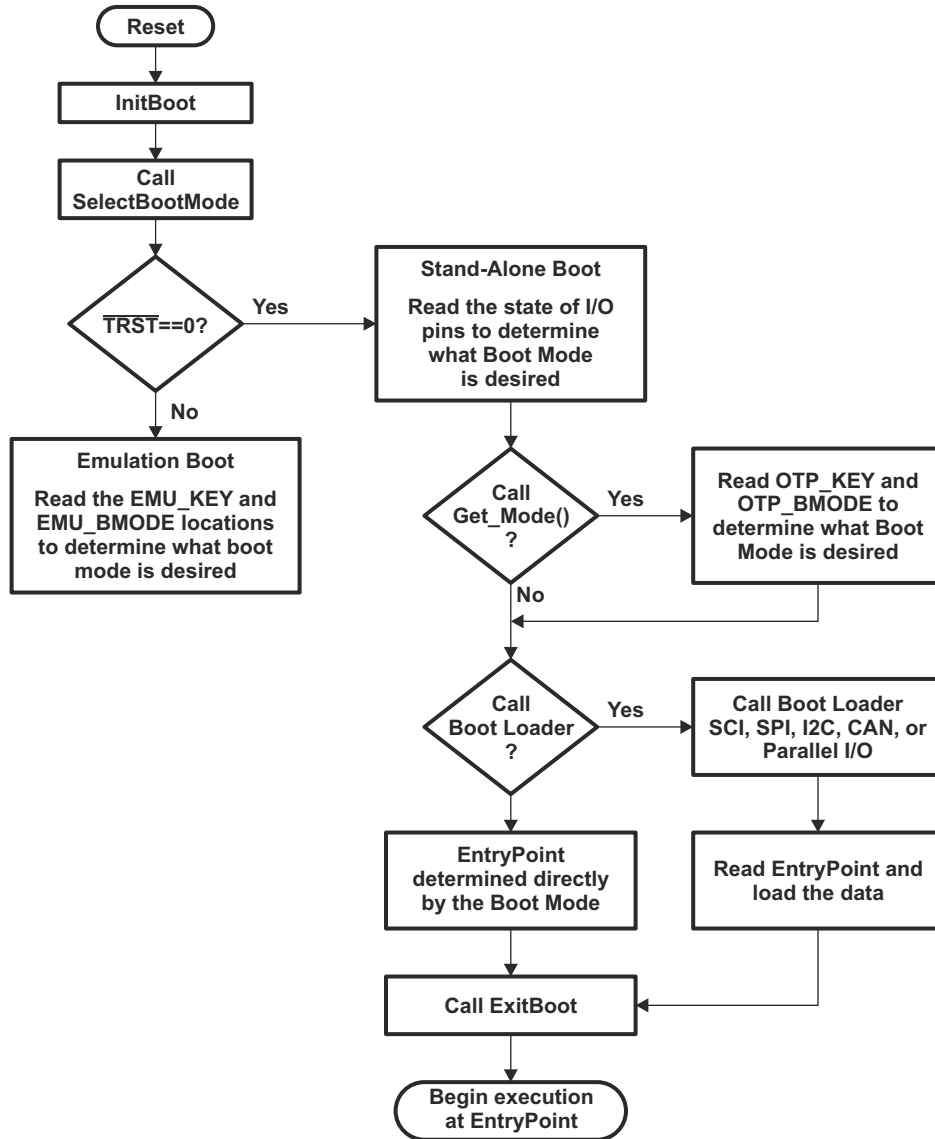 Reset
InitBoot
Call
SelectBootMode
TRST==0?
Yes
No
Stand-Alone Boot
Read the state of I/O
pins to determine
what Boot Mode
is desired
Emulation Boot
Read the EMU_KEY and
EMU_BMODE locations
to determine what boot
mode is desired
Call
Get_Mode()
?
Yes
No
Read OTP_KEY and
OTP_BMODE to
determine what Boot
Mode is desired
Call
Boot Loader
?
Yes
No
Call Boot Loader
SCI, SPI, I2C, CAN, or
Parallel I/O
EntryPoint
determined directly
by the Boot Mode
Read EntryPoint and
load the data
Call ExitBoot
Begin execution
at EntryPoint